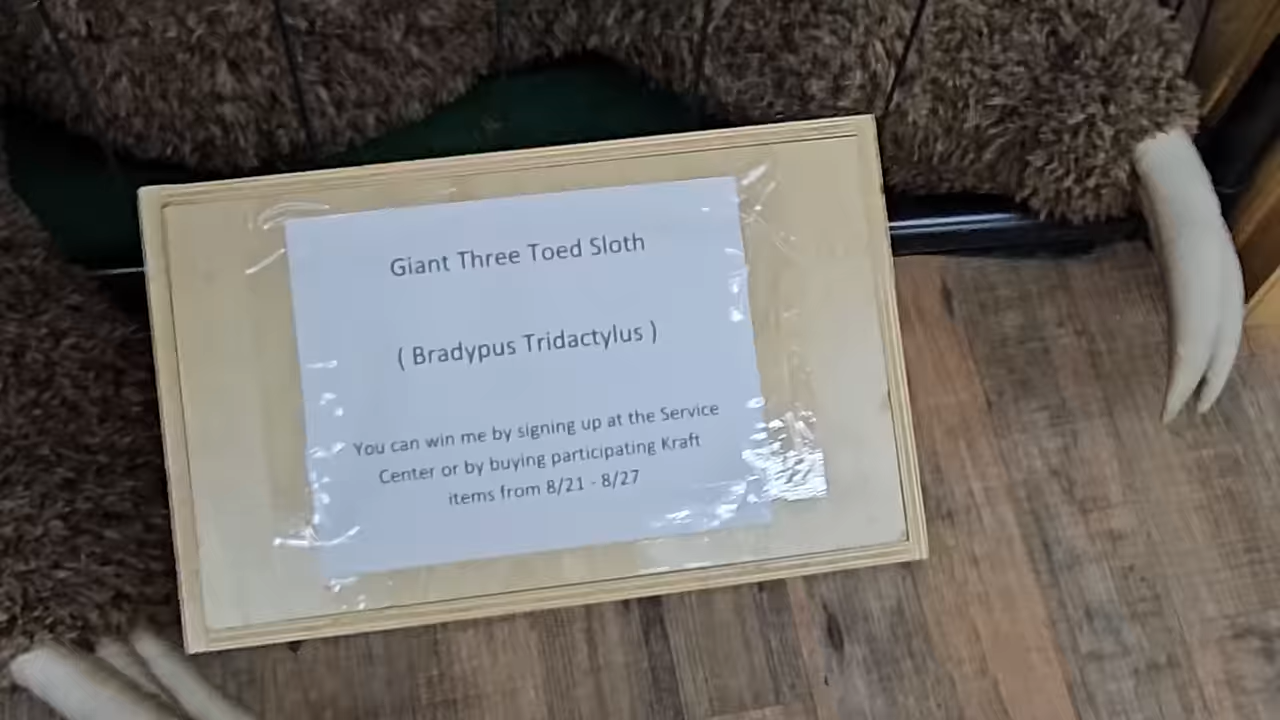 Giant Three Toed Sloth
( Bradypus Tridactylus )
You can win me by signing up at the Service
Center or by buying participating Kraft
items from 8/21 - 8/27